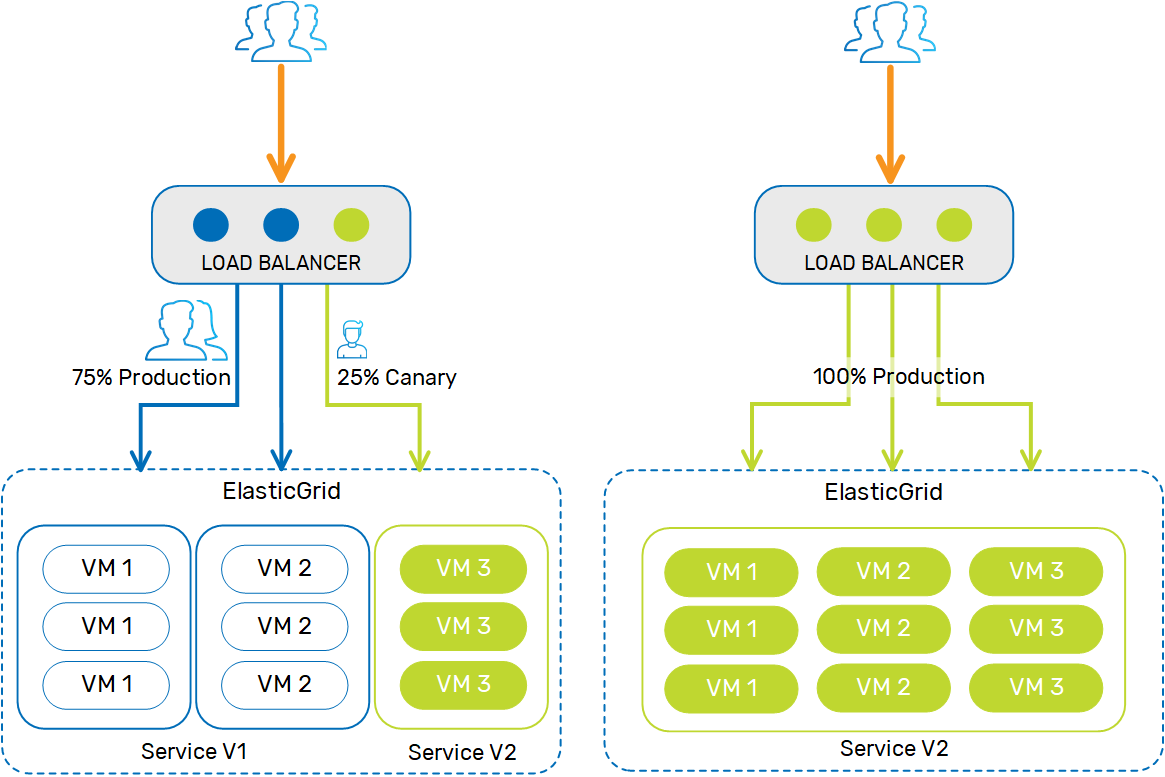 LOAD BALANCER
75% Production
25% Canary
ElasticGrid
VM 1
VM 2
VM 3
VM 1
VM 2
VM 3
VM 1
VM 2
VM 3
Service V1
Service V2
LOAD BALANCER
100% Production
ElasticGrid
VM 1
VM 2
VM 3
VM 1
VM 2
VM 3
VM 1
VM 2
VM 3
Service V2